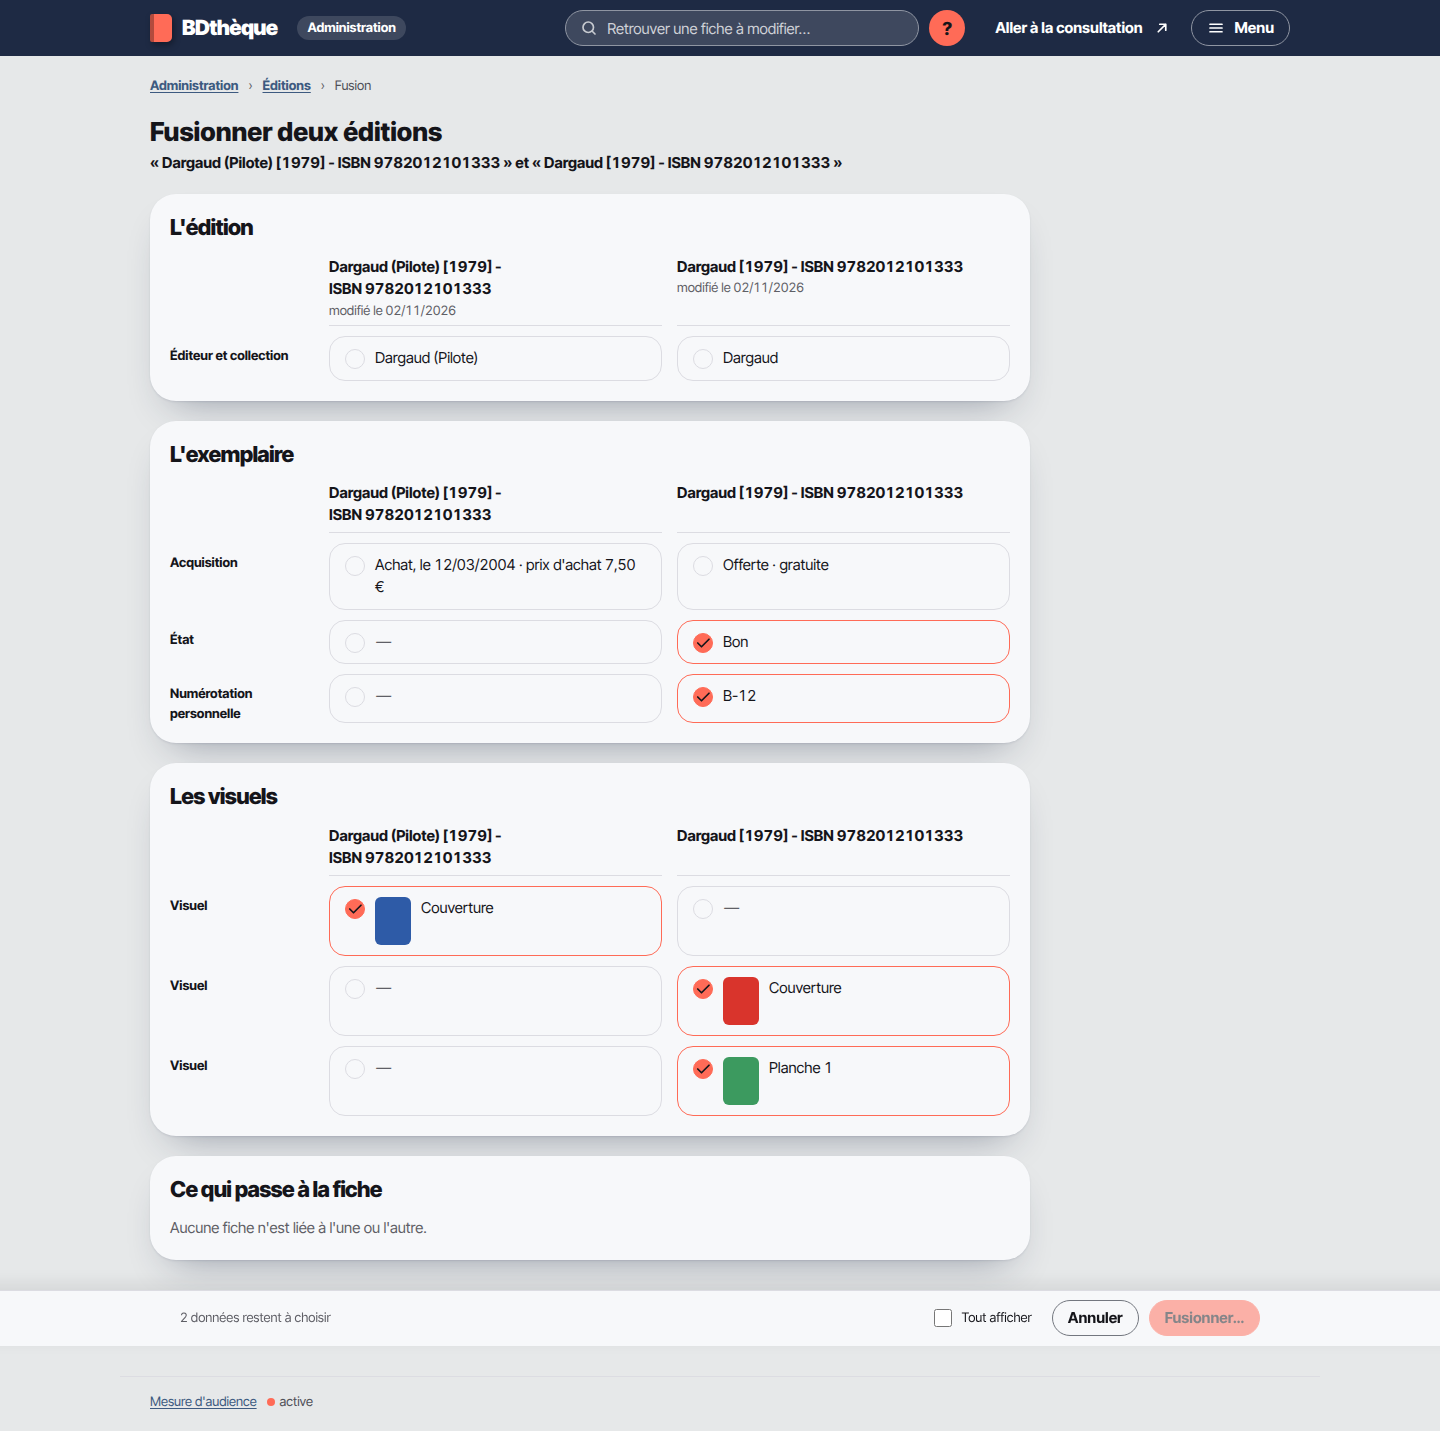 BDthèque
Administration
Retrouver une fiche à modifier...
?
Aller à la consultation
Menu
Administration › Éditions › Fusion
Fusionner deux éditions
« Dargaud (Pilote) [1979] - ISBN 9782012101333 » et « Dargaud [1979] - ISBN 9782012101333 »
L'édition
Dargaud (Pilote) [1979] -
ISBN 9782012101333
modifié le 02/11/2026
Dargaud [1979] - ISBN 9782012101333
modifié le 02/11/2026
Éditeur et collection
Dargaud (Pilote)
Dargaud
L'exemplaire
Dargaud (Pilote) [1979] -
ISBN 9782012101333
Dargaud [1979] - ISBN 9782012101333
Acquisition
Achat, le 12/03/2004 · prix d'achat 7,50
€
Offerte · gratuite
État
—
Bon
Numérotation
personnelle
—
B-12
Les visuels
Dargaud (Pilote) [1979] -
ISBN 9782012101333
Dargaud [1979] - ISBN 9782012101333
Visuel
Couverture
—
Visuel
—
Couverture
Visuel
—
Planche 1
Ce qui passe à la fiche
Aucune fiche n'est liée à l'une ou l'autre.
2 données restent à choisir
Tout afficher
Annuler
Fusionner...
Mesure d'audience
active